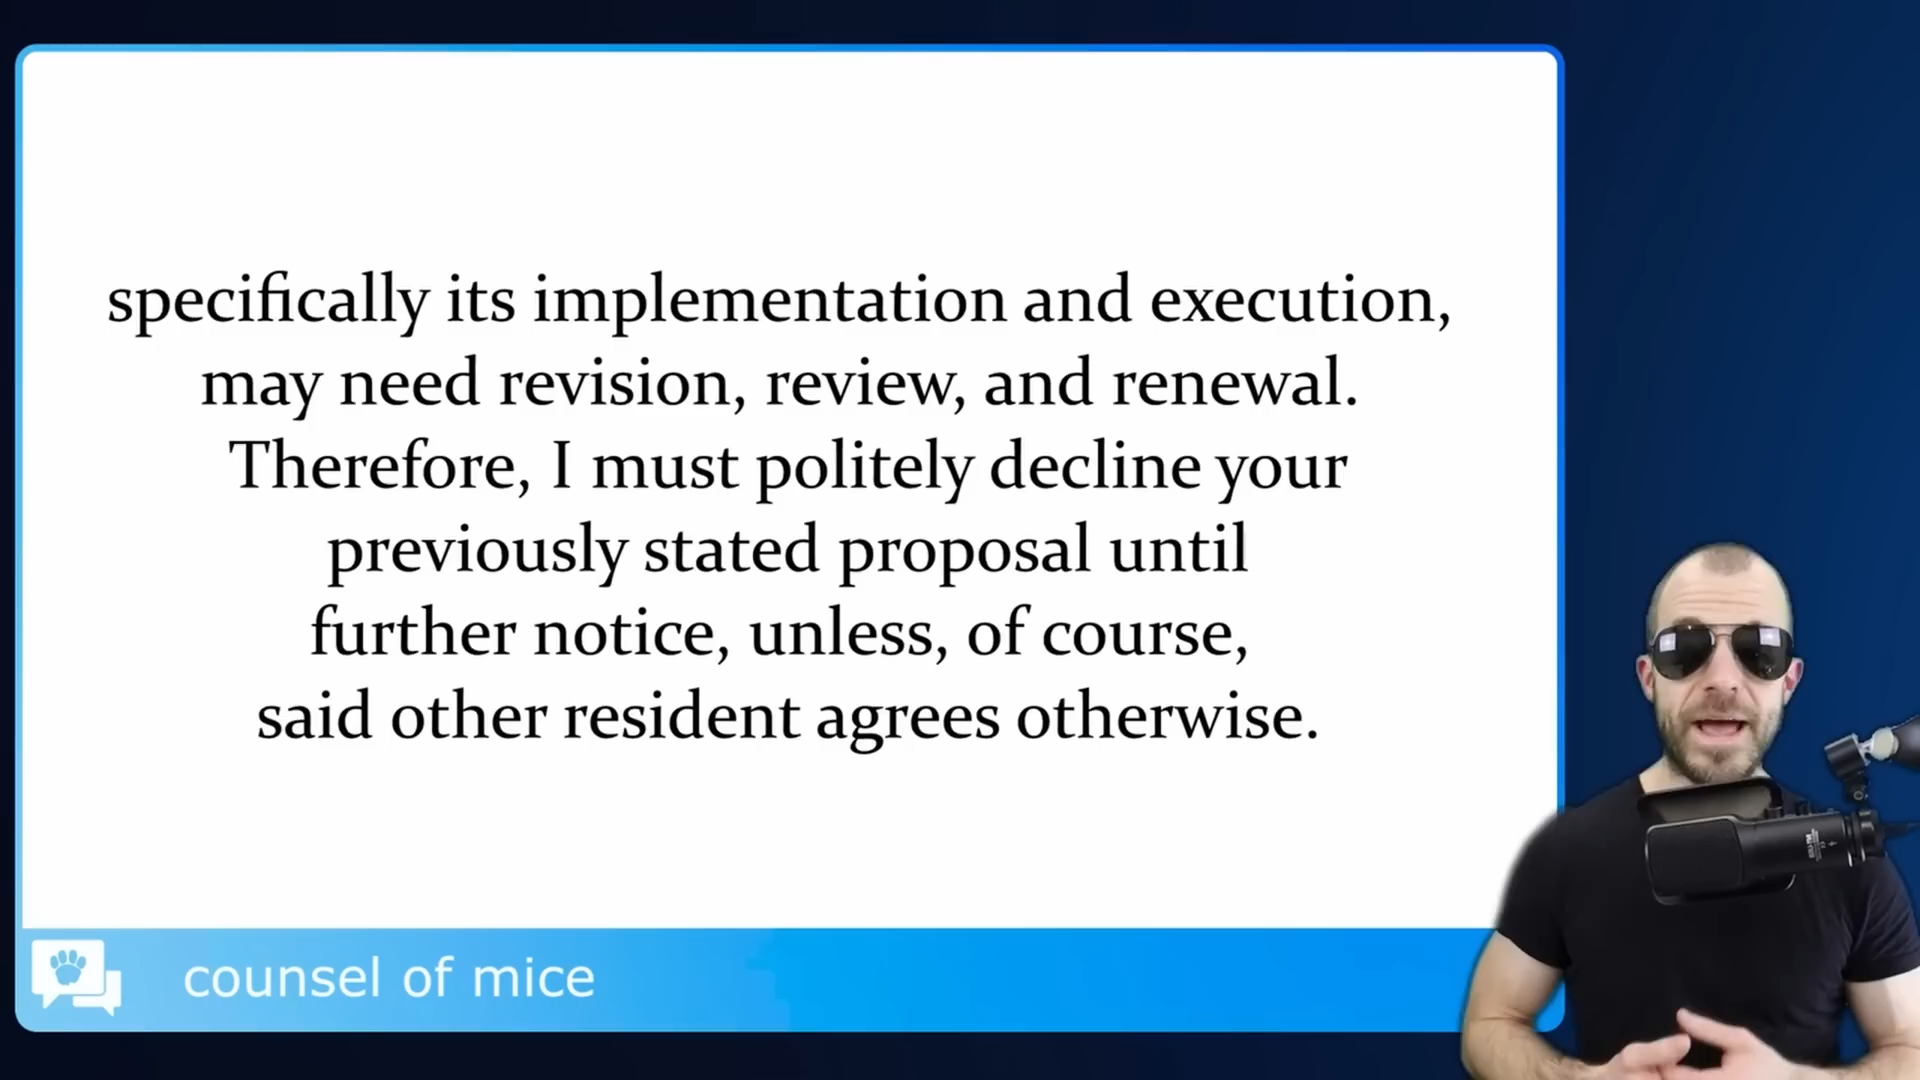 specifically its implementation and execution,
may need revision, review, and renewal.
Therefore, I must politely decline your
previously stated proposal until
further notice, unless, of course,
said other resident agrees otherwise.
counsel of mice